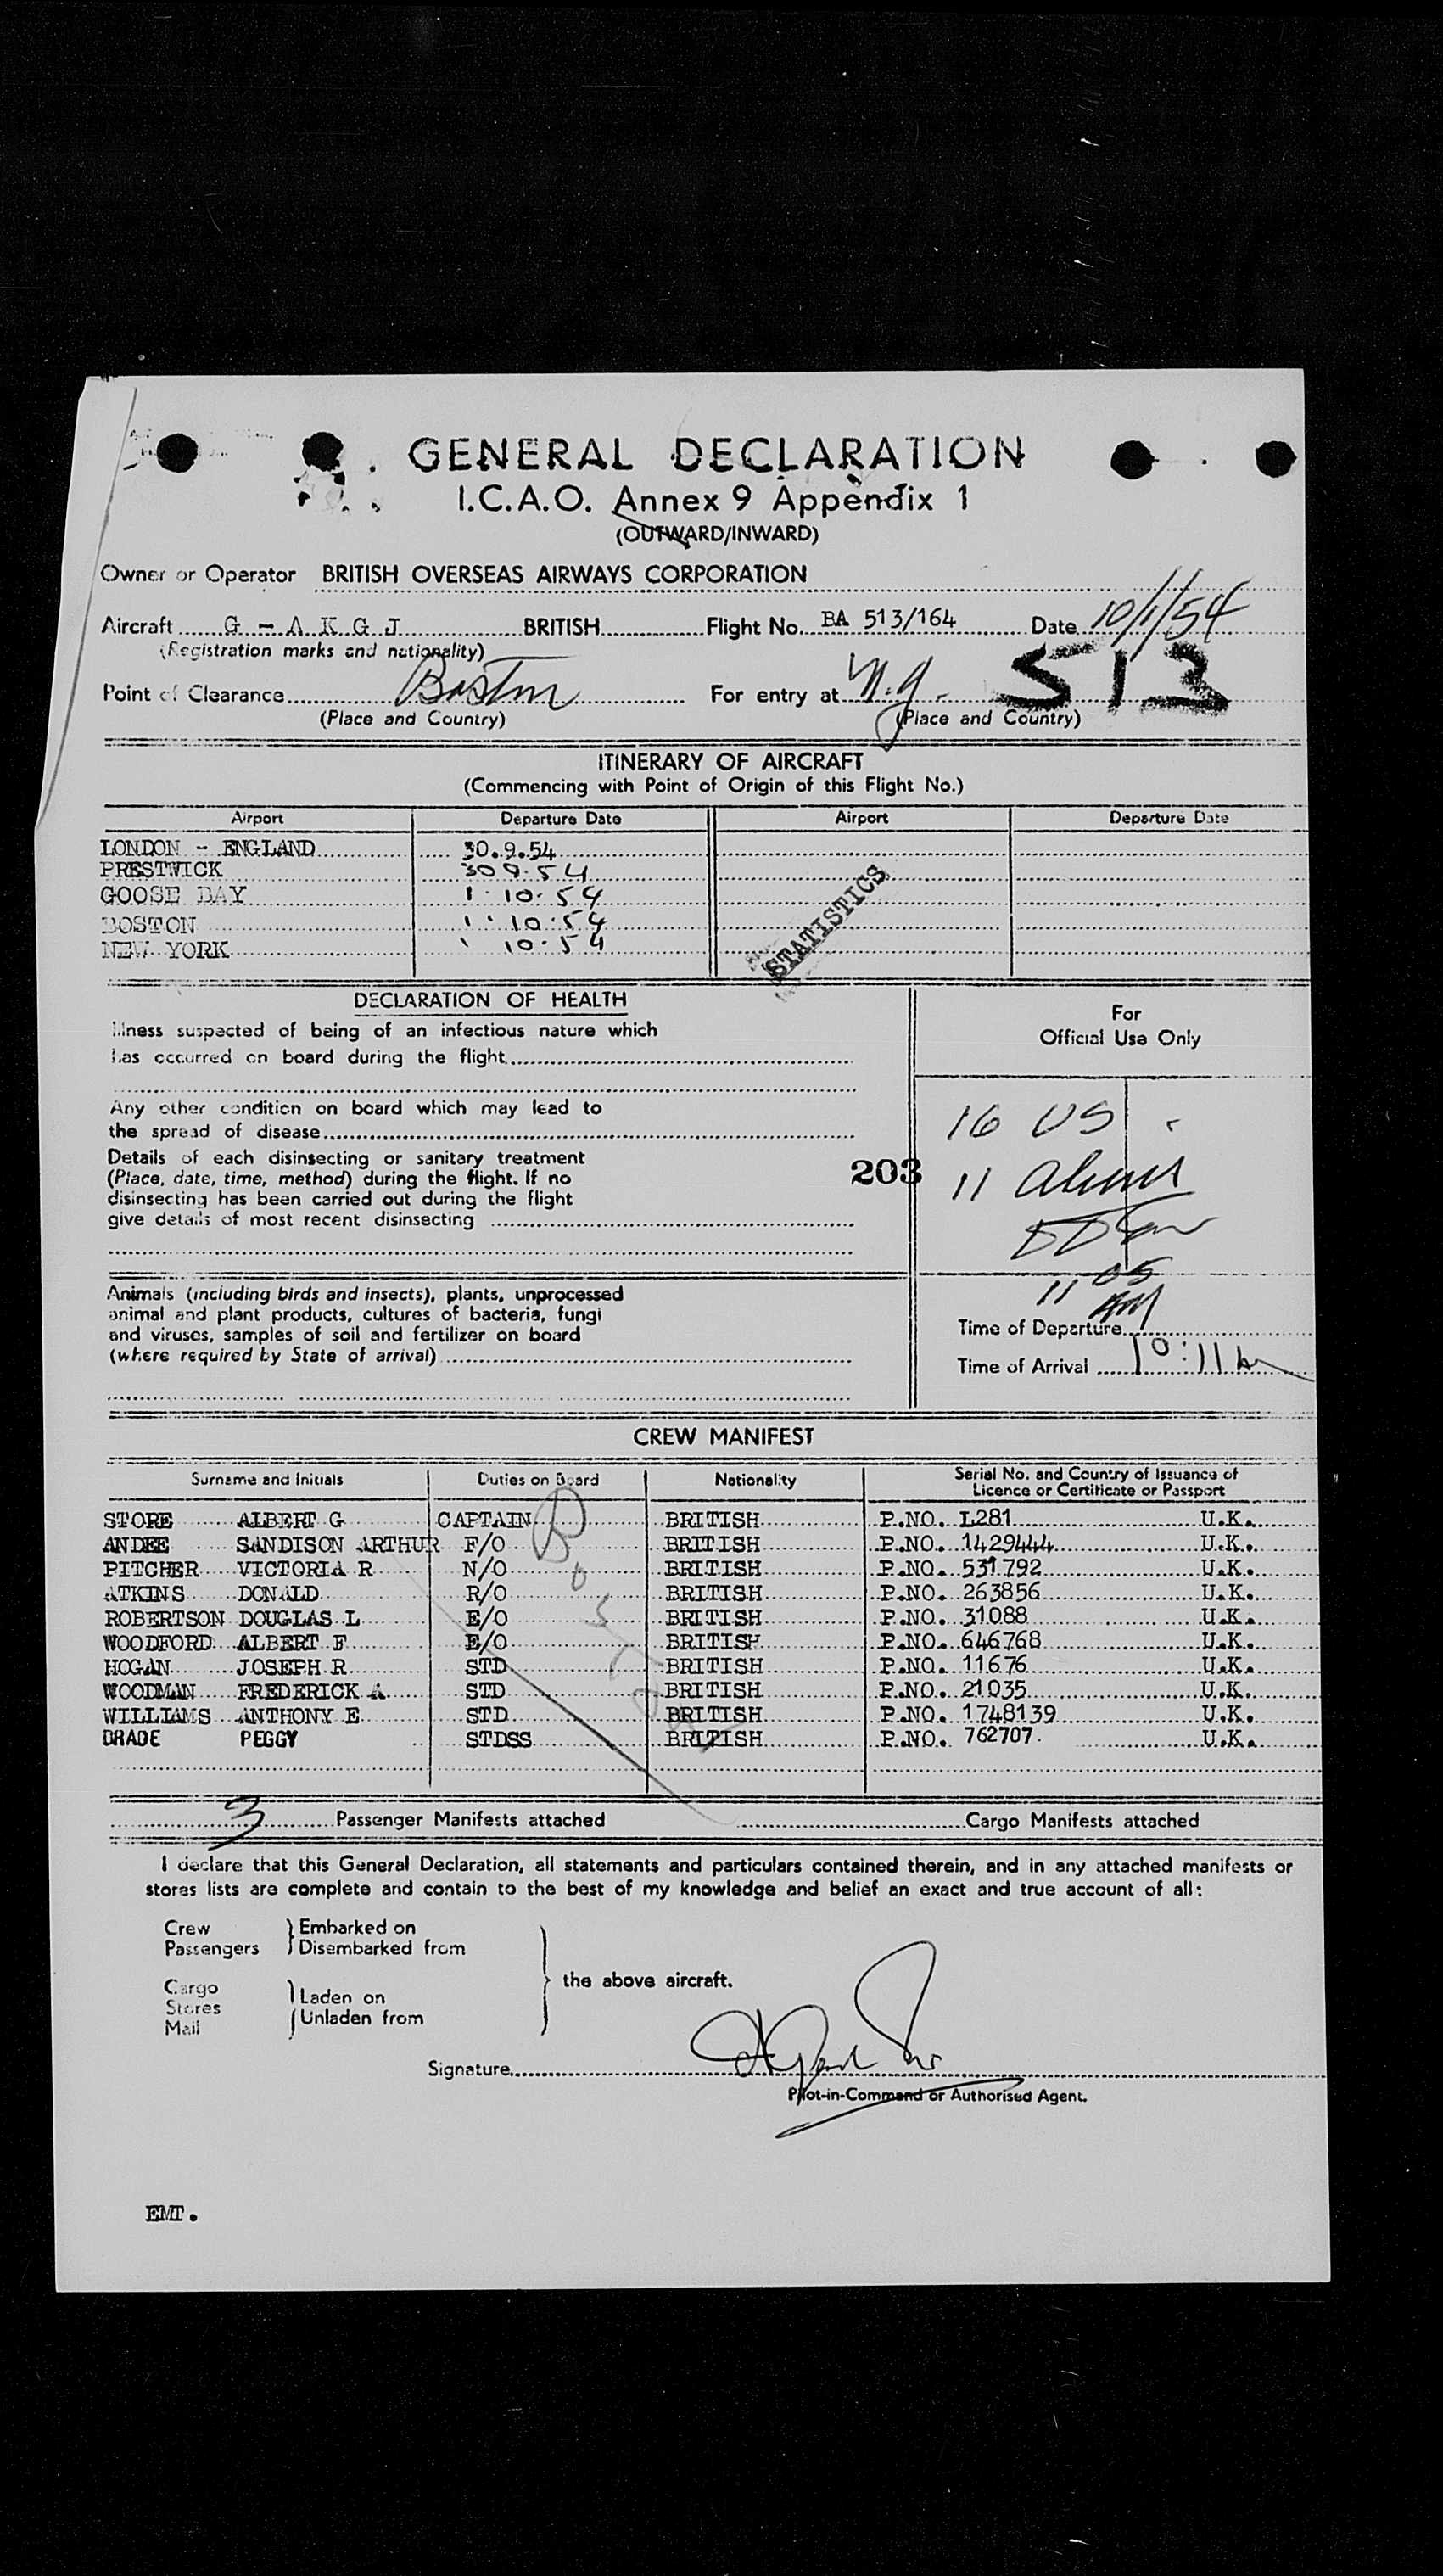 GENERAL DECLARATION
I.C.A.O. Annex 9 Appendix 1
(OUTWARD/INWARD)
Owner or Operator BRITISH OVERSEAS AIRWAYS CORPORATION
Aircraft G - A K G J BRITISH Flight No. BA 513/164 Date 10/1/54
(Registration marks and nationality)
513
Point of Clearance Boston For entry at N.Y.
(Place and Country) (Place and Country)
ITINERARY OF AIRCRAFT
(Commencing with Point of Origin of this Flight No.)
Airport Departure Date Airport Departure Date
LONDON - ENGLAND 30.9.54
PRESTWICK 30 9.54
GOOSE BAY 1.10.54
BOSTON 1.10.54
NEW YORK 1 10.54
STATISTICS
DECLARATION OF HEALTH
Illness suspected of being of an infectious nature which
has occurred on board during the flight
Any other condition on board which may lead to
the spread of disease
Details of each disinsecting or sanitary treatment
(Place, date, time, method) during the flight. If no
disinsecting has been carried out during the flight
give details of most recent disinsecting
203
For
Official Use Only
16 US
11 Aliens
Animals (including birds and insects), plants, unprocessed
animal and plant products, cultures of bacteria, fungi
and viruses, samples of soil and fertilizer on board
(where required by State of arrival)
11 05
AM
Time of Departure
Time of Arrival 10:11
CREW MANIFEST
Surname and Initials Duties on Board Nationality Serial No. and Country of Issuance of
Licence or Certificate or Passport
STORE ALBERT G CAPTAIN BRITISH P.NO. L281 U.K.
ANDEE SANDISON ARTHUR F/O BRITISH P.NO. 1429444 U.K.
PITCHER VICTORIA R N/O BRITISH P.NO. 531792 U.K.
ATKINS DONALD R/O BRITISH P.NO. 263856 U.K.
ROBERTSON DOUGLAS L E/O BRITISH P.NO. 31088 U.K.
WOODFORD ALBERT F E/O BRITISH P.NO. 646768 U.K.
HOGAN JOSEPH R STD BRITISH P.NO. 11676 U.K.
WOODMAN FREDERICK A STD BRITISH P.NO. 21035 U.K.
WILLIAMS ANTHONY E STD BRITISH P.NO. 1748139 U.K.
DRADE PEGGY STDSS BRITISH P.NO. 762707. U.K.
Boston
3 Passenger Manifests attached Cargo Manifests attached
I declare that this General Declaration, all statements and particulars contained therein, and in any attached manifests or
stores lists are complete and contain to the best of my knowledge and belief an exact and true account of all:
Crew Embarked on
Passengers Disembarked from
the above aircraft.
Cargo
Stores Laden on
Mail Unladen from
Signature
Pilot-in-Command or Authorised Agent.
EMT.